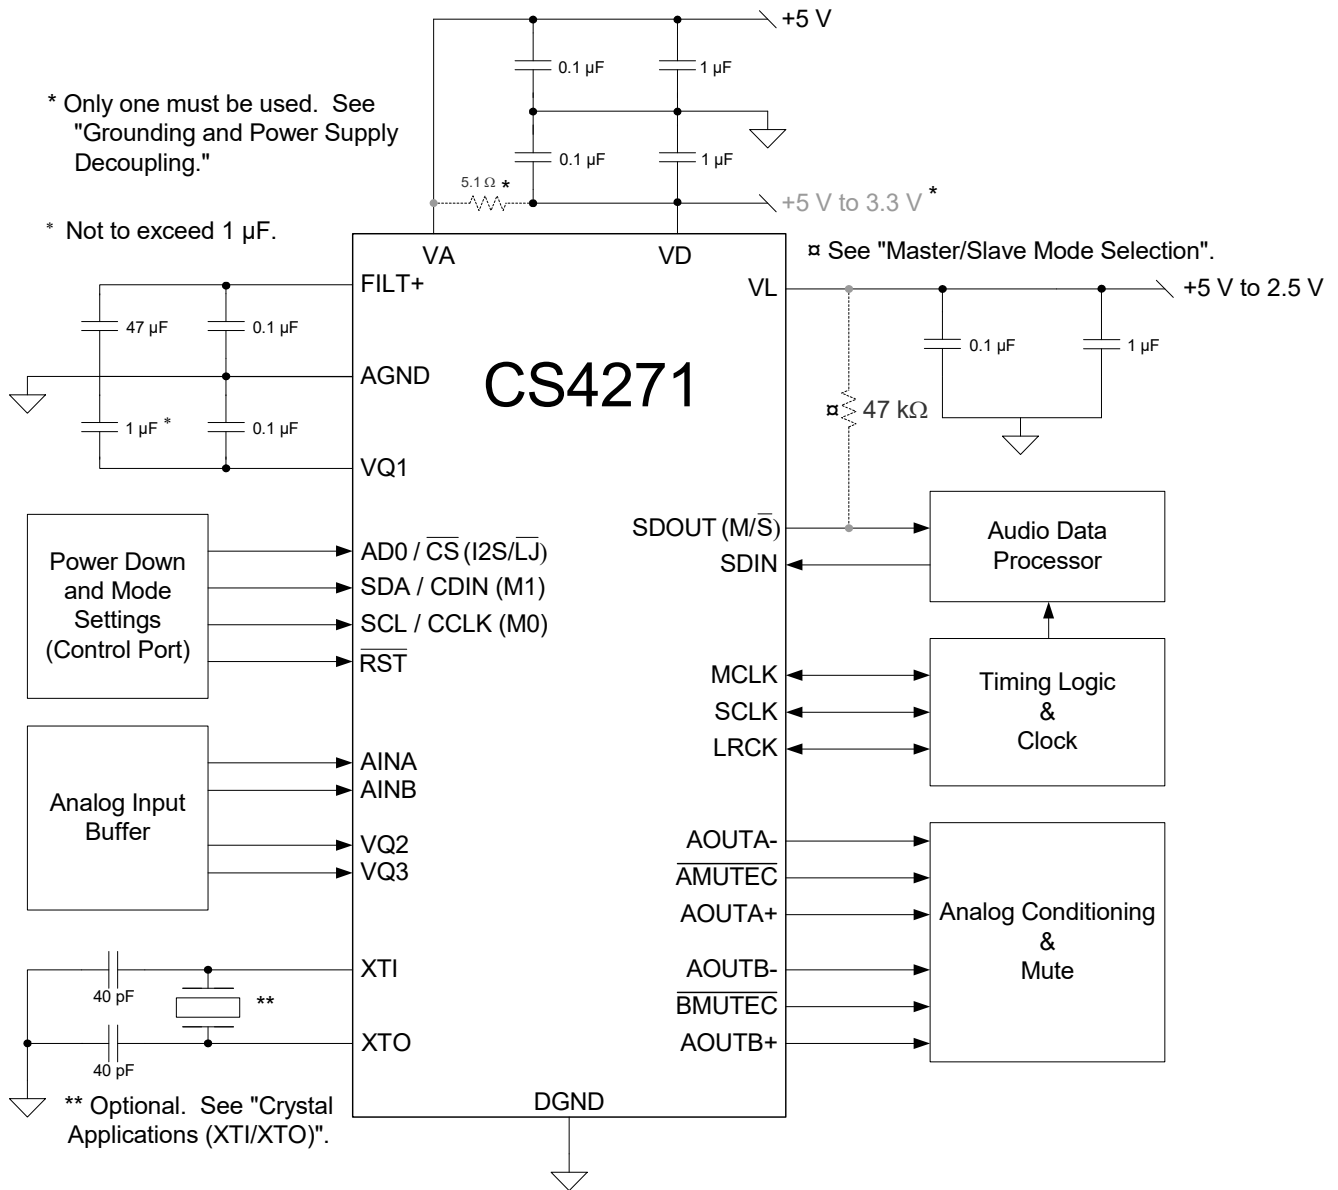 +5 V
0.1 µF
1 µF
* Only one must be used. See
"Grounding and Power Supply
Decoupling."
0.1 µF
1 µF
5.1 Ω *
+5 V to 3.3 V *
* Not to exceed 1 µF.
VA
VD
¤ See "Master/Slave Mode Selection".
FILT+
VL
+5 V to 2.5 V
47 µF
0.1 µF
0.1 µF
1 µF
AGND
CS4271
¤ 47 kΩ
1 µF *
0.1 µF
VQ1
Power Down
and Mode
Settings
(Control Port)
AD0 / C̅S̅ (I2S/L̅J̅)
SDA / CDIN (M1)
SCL / CCLK (M0)
R̅S̅T̅
SDOUT (M/S̅)
SDIN
Audio Data
Processor
MCLK
SCLK
LRCK
Timing Logic
&
Clock
Analog Input
Buffer
AINA
AINB
VQ2
VQ3
AOUTA-
A̅M̅U̅T̅E̅C̅
AOUTA+
AOUTB-
B̅M̅U̅T̅E̅C̅
AOUTB+
Analog Conditioning
&
Mute
XTI
40 pF
**
XTO
40 pF
** Optional. See "Crystal
Applications (XTI/XTO)".
DGND